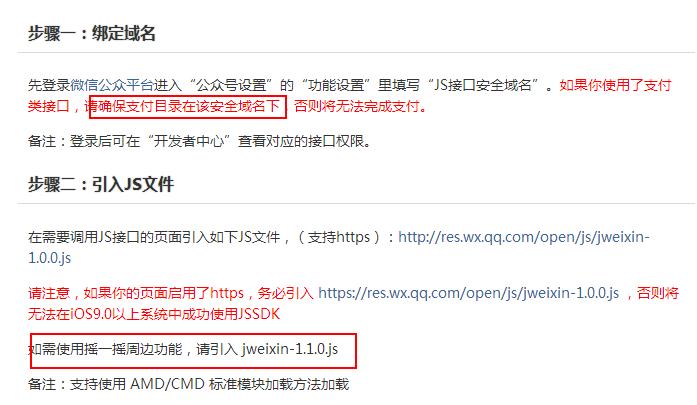 步骤一：绑定域名
先登录微信公众平台进入“公众号设置”的“功能设置”里填写“JS接口安全域名”。如果你使用了支付
类接口，请确保支付目录在该安全域名下，否则将无法完成支付。
备注：登录后可在“开发者中心”查看对应的接口权限。
步骤二：引入JS文件
在需要调用JS接口的页面引入如下JS文件，（支持https）：http://res.wx.qq.com/open/js/jweixin-
1.0.0.js
请注意，如果你的页面启用了https，务必引入 https://res.wx.qq.com/open/js/jweixin-1.0.0.js ，否则将
无法在iOS9.0以上系统中成功使用JSSDK
如需使用摇一摇周边功能，请引入 jweixin-1.1.0.js
备注：支持使用 AMD/CMD 标准模块加载方法加载